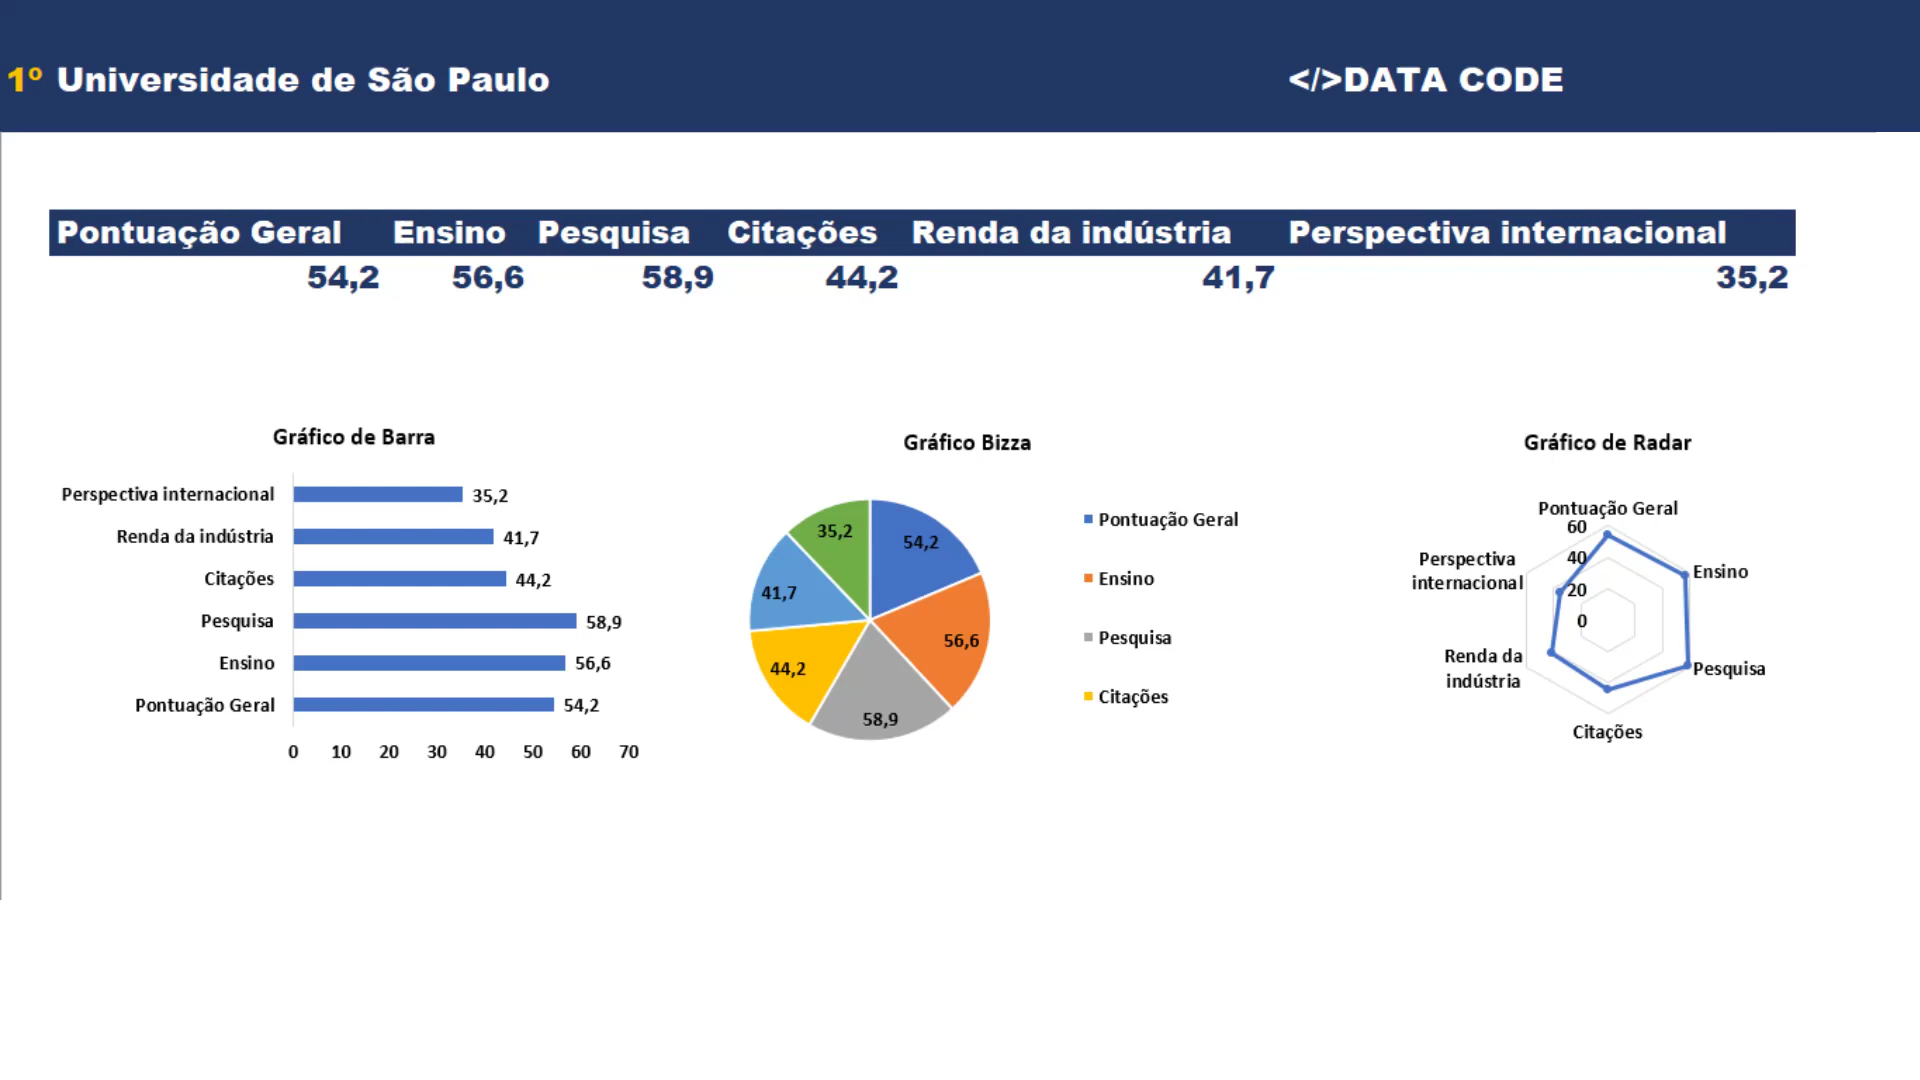 1º Universidade de São Paulo
</>DATA CODE
Pontuação Geral Ensino Pesquisa Citações Renda da indústria Perspectiva internacional
54,2 56,6 58,9 44,2 41,7 35,2
Gráfico de Barra
Perspectiva internacional 35,2
Renda da indústria 41,7
Citações 44,2
Pesquisa 58,9
Ensino 56,6
Pontuação Geral 54,2
0 10 20 30 40 50 60 70
Gráfico Bizza
35,2
54,2
41,7
56,6
44,2
58,9
Pontuação Geral
Ensino
Pesquisa
Citações
Gráfico de Radar
Pontuação Geral
60
40
20
0
Ensino
Pesquisa
Citações
Renda da
indústria
Perspectiva
internacional